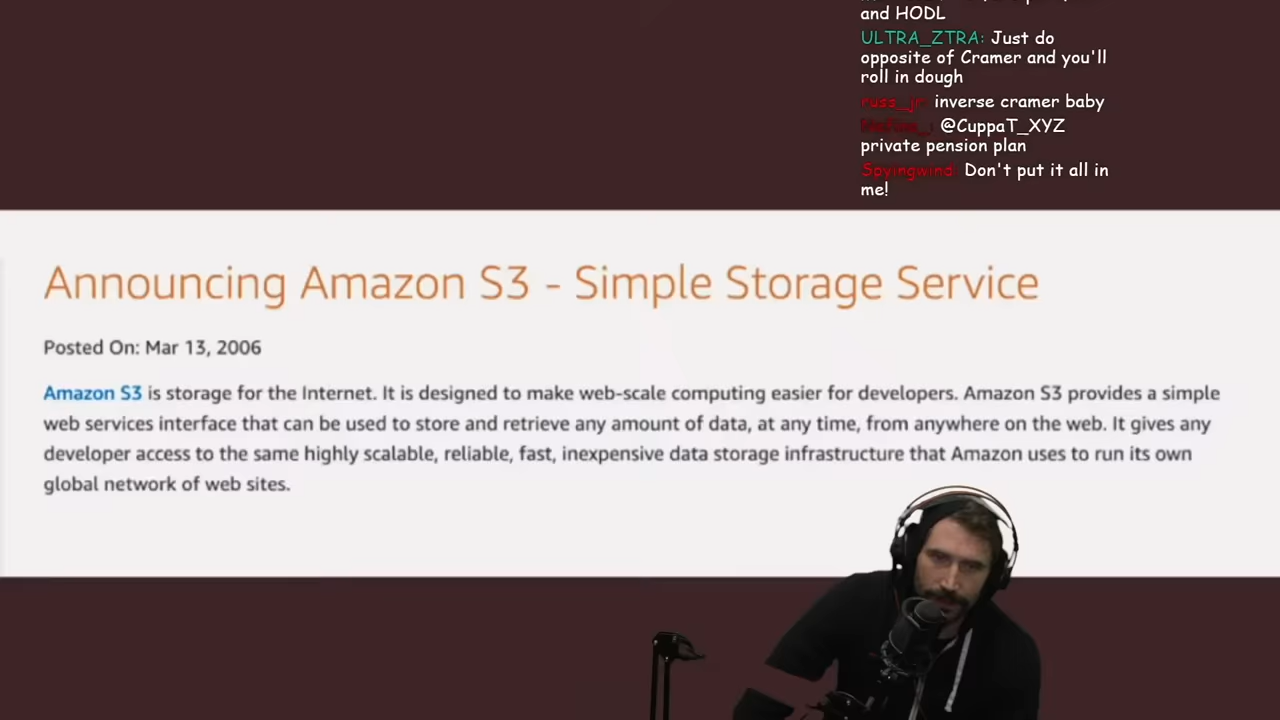 and HODL
ULTRA_ZTRA: Just do
opposite of Cramer and you'll
roll in dough
russ_jr: inverse cramer baby
@CuppaT_XYZ
private pension plan
Spyingwind: Don't put it all in
me!
Announcing Amazon S3 - Simple Storage Service
Posted On: Mar 13, 2006
Amazon S3 is storage for the Internet. It is designed to make web-scale computing easier for developers. Amazon S3 provides a simple
web services interface that can be used to store and retrieve any amount of data, at any time, from anywhere on the web. It gives any
developer access to the same highly scalable, reliable, fast, inexpensive data storage infrastructure that Amazon uses to run its own
global network of web sites.